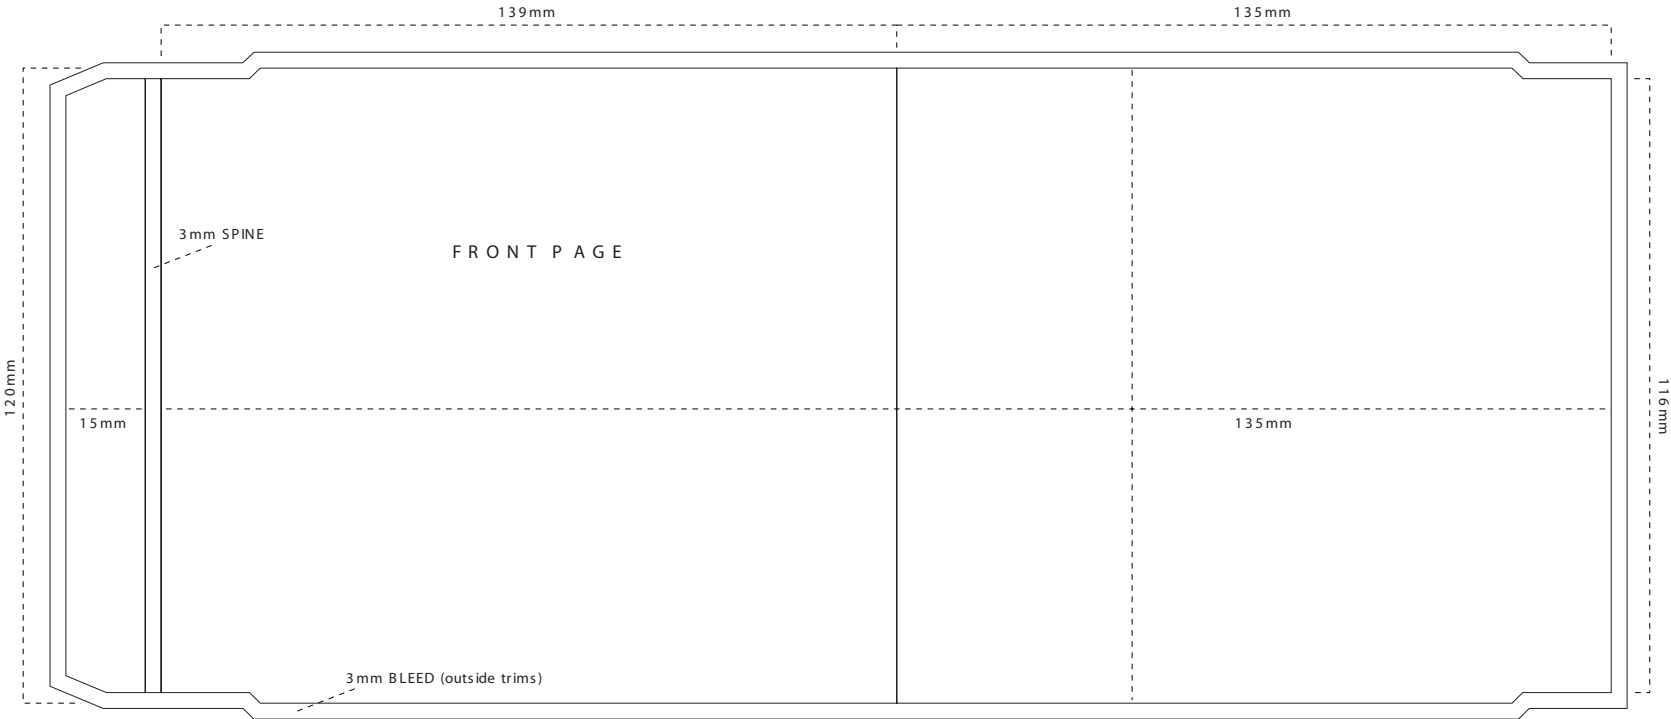 139mm
135mm
3mm SPINE
FRONT PAGE
120mm
116mm
15mm
135mm
3mm BLEED (outside trims)